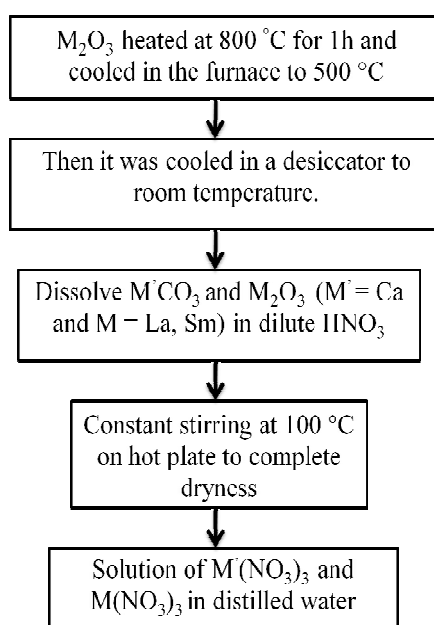 M₂O₃ heated at 800 °C for 1h and
cooled in the furnace to 500 °C
Then it was cooled in a desiccator to
room temperature.
Dissolve M'CO₃ and M₂O₃ (M' = Ca
and M = La, Sm) in dilute HNO₃
Constant stirring at 100 °C
on hot plate to complete
dryness
Solution of M'(NO₃)₃ and
M(NO₃)₃ in distilled water